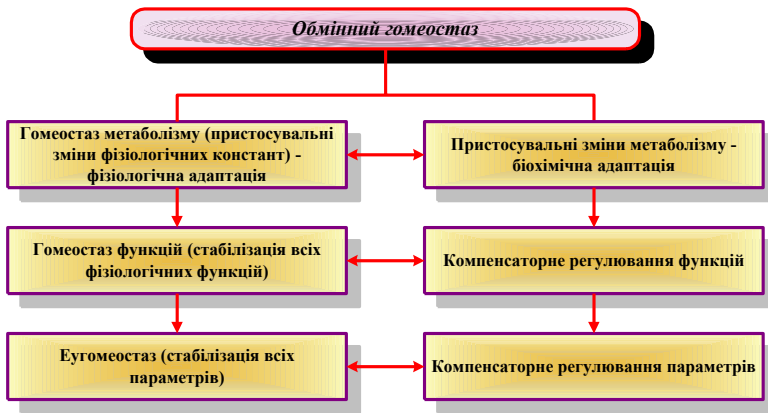 Обмінний гомеостаз
Гомеостаз метаболізму (пристосувальні
зміни фізіологічних констант) -
фізіологічна адаптація
Пристосувальні зміни метаболізму -
біохімічна адаптація
Гомеостаз функцій (стабілізація всіх
фізіологічних функцій)
Компенсаторне регулювання функцій
Еугомеостаз (стабілізація всіх
параметрів)
Компенсаторне регулювання параметрів